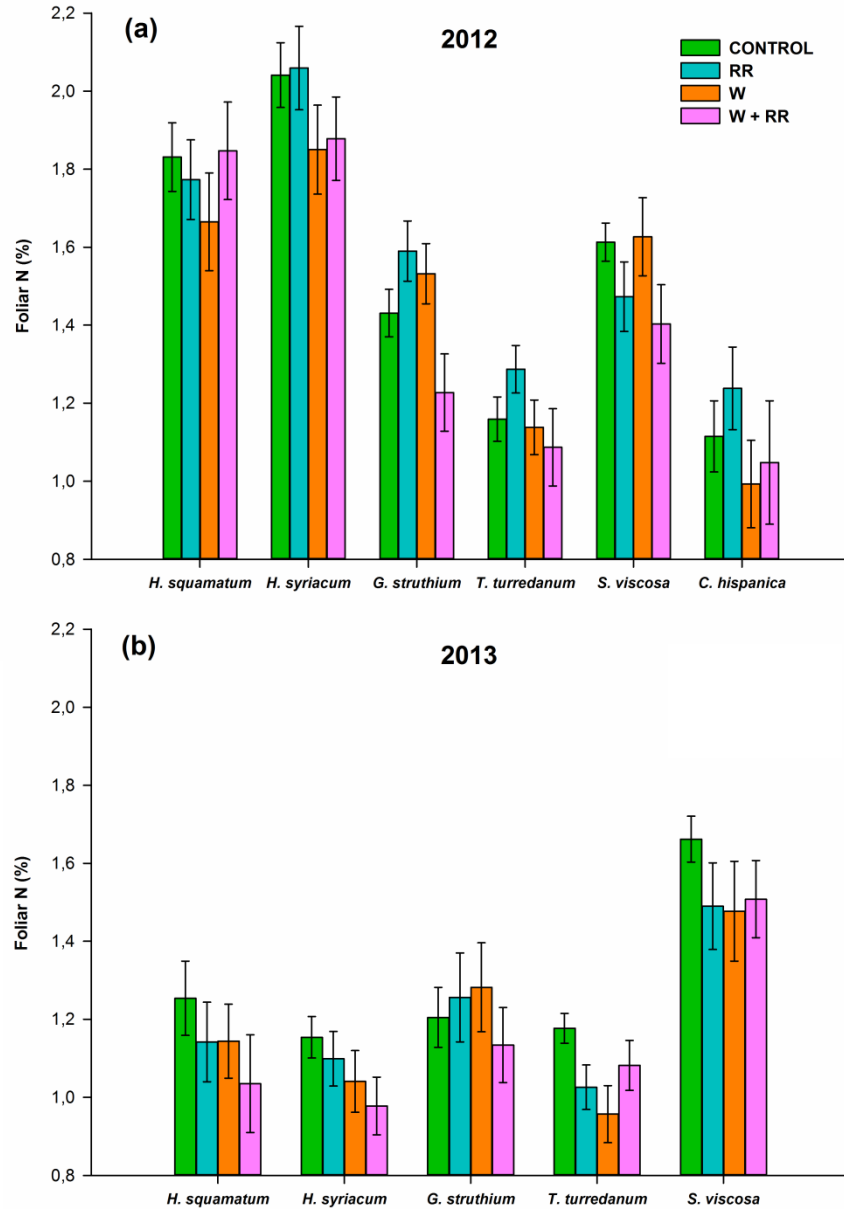 (a)
2012
CONTROL
RR
W
W + RR
Foliar N (%)
2,2
2,0
1,8
1,6
1,4
1,2
1,0
0,8
H. squamatum H. syriacum G. struthium T. turredanum S. viscosa C. hispanica
(b)
2013
Foliar N (%)
2,2
2,0
1,8
1,6
1,4
1,2
1,0
0,8
H. squamatum H. syriacum G. struthium T. turredanum S. viscosa